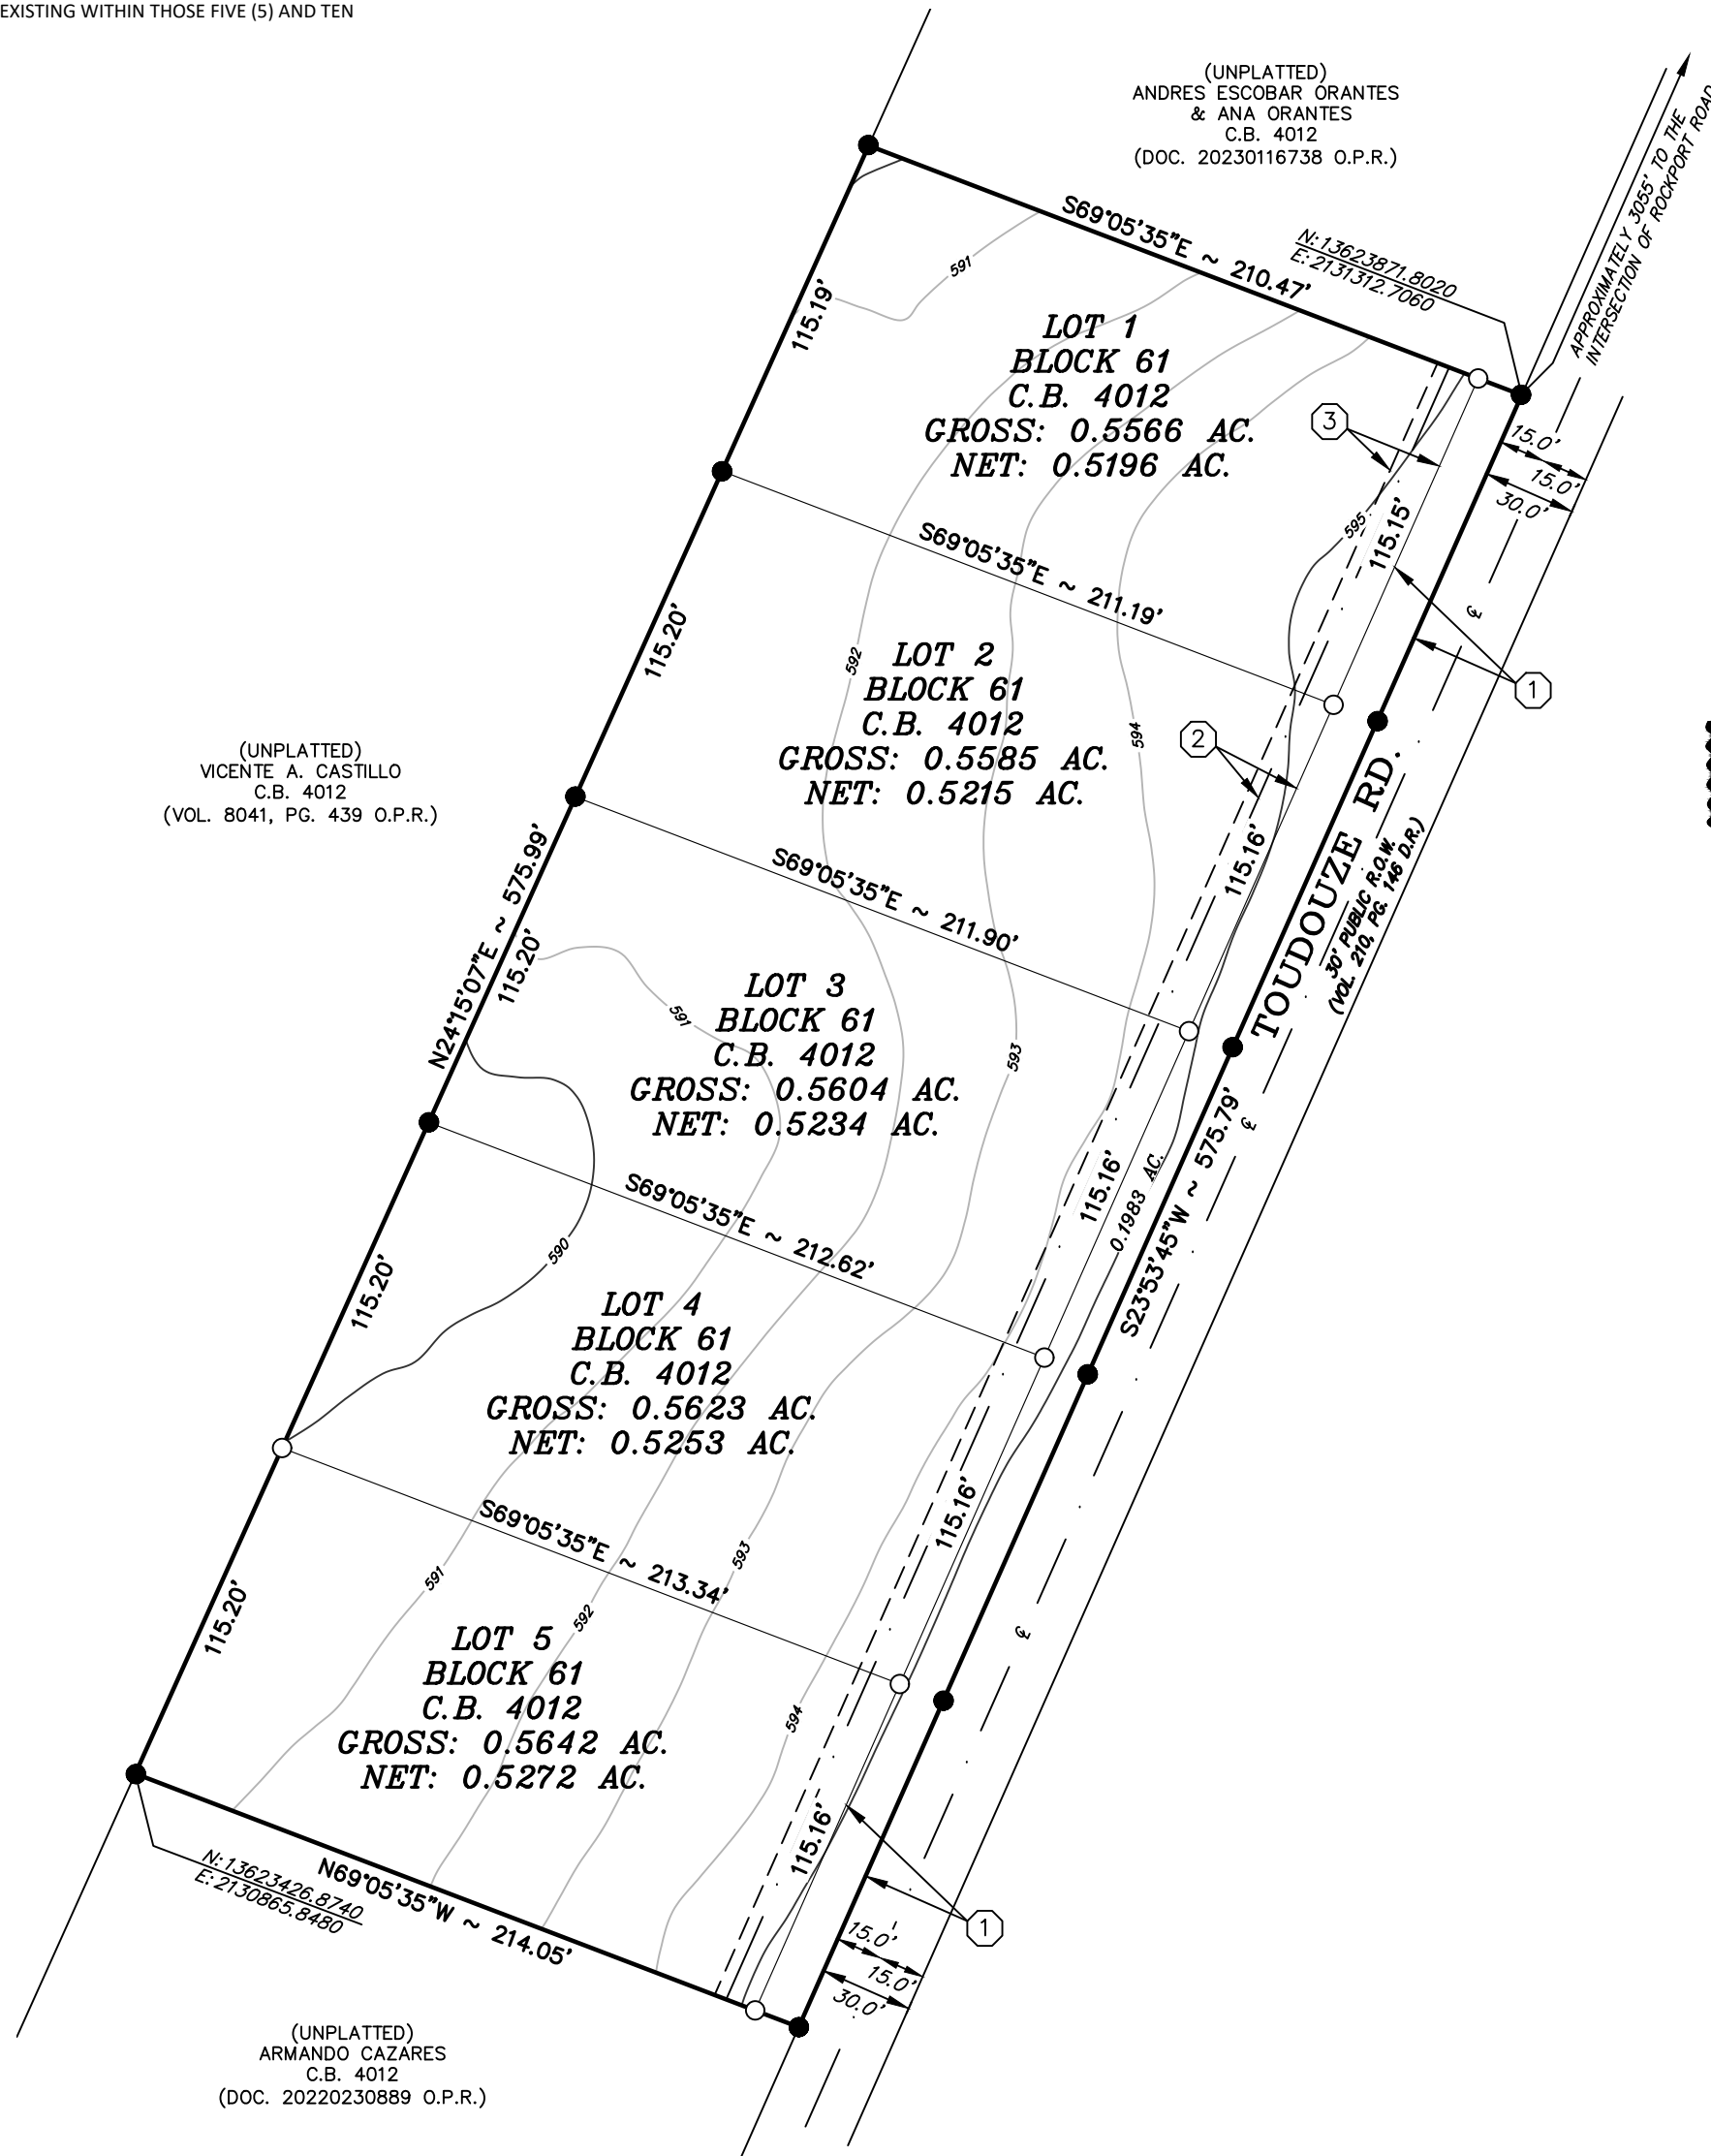 EXISTING WITHIN THOSE FIVE (5) AND TEN
(UNPLATTED)
ANDRES ESCOBAR ORANTES
& ANA ORANTES
C.B. 4012
(DOC. 20230116738 O.P.R.)
APPROXIMATELY 3055' TO THE
INTERSECTION OF ROCKPORT ROAD
S69°05'35"E ~ 210.47'
N: 13623871.8020
E: 2131312.7060
591
115.19'
LOT 1
BLOCK 61
C.B. 4012
GROSS: 0.5566 AC.
NET: 0.5196 AC.
3
15.0'
15.0'
30.0'
595
115.15'
S69°05'35"E ~ 211.19'
℄
115.20'
592
LOT 2
BLOCK 61
C.B. 4012
GROSS: 0.5585 AC.
NET: 0.5215 AC.
594
2
1
(UNPLATTED)
VICENTE A. CASTILLO
C.B. 4012
(VOL. 8041, PG. 439 O.P.R.)
TOUDOUZE RD.
30' PUBLIC R.O.W.
(VOL. 210, PG. 146 D.R.)
115.16'
S69°05'35"E ~ 211.90'
N24°15'07"E ~ 575.99'
115.20'
591
LOT 3
BLOCK 61
C.B. 4012
GROSS: 0.5604 AC.
NET: 0.5234 AC.
593
115.16'
0.1983 AC.
S23°53'45"W ~ 575.79'
℄
S69°05'35"E ~ 212.62'
590
115.20'
LOT 4
BLOCK 61
C.B. 4012
GROSS: 0.5623 AC.
NET: 0.5253 AC.
115.16'
S69°05'35"E ~ 213.34'
593
591
592
115.20'
℄
LOT 5
BLOCK 61
C.B. 4012
GROSS: 0.5642 AC.
NET: 0.5272 AC.
594
115.16'
N: 13623426.8740
E: 2130865.8480
N69°05'35"W ~ 214.05'
1
15.0'
15.0'
30.0'
(UNPLATTED)
ARMANDO CAZARES
C.B. 4012
(DOC. 20220230889 O.P.R.)